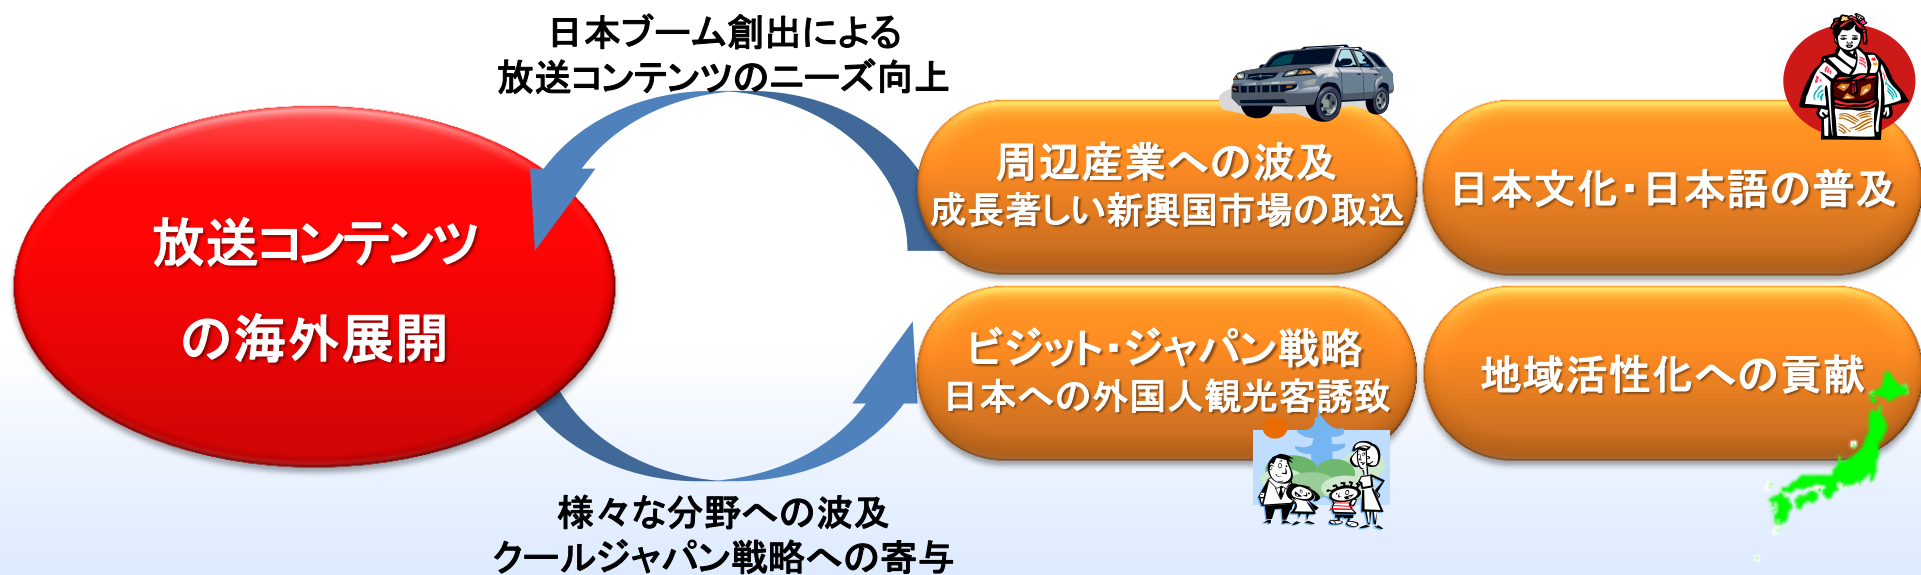 日本ブーム創出による
放送コンテンツのニーズ向上
放送コンテンツ
の海外展開
周辺産業への波及
成長著しい新興国市場の取込
日本文化・日本語の普及
ビジット・ジャパン戦略
日本への外国人観光客誘致
地域活性化への貢献
様々な分野への波及
クールジャパン戦略への寄与